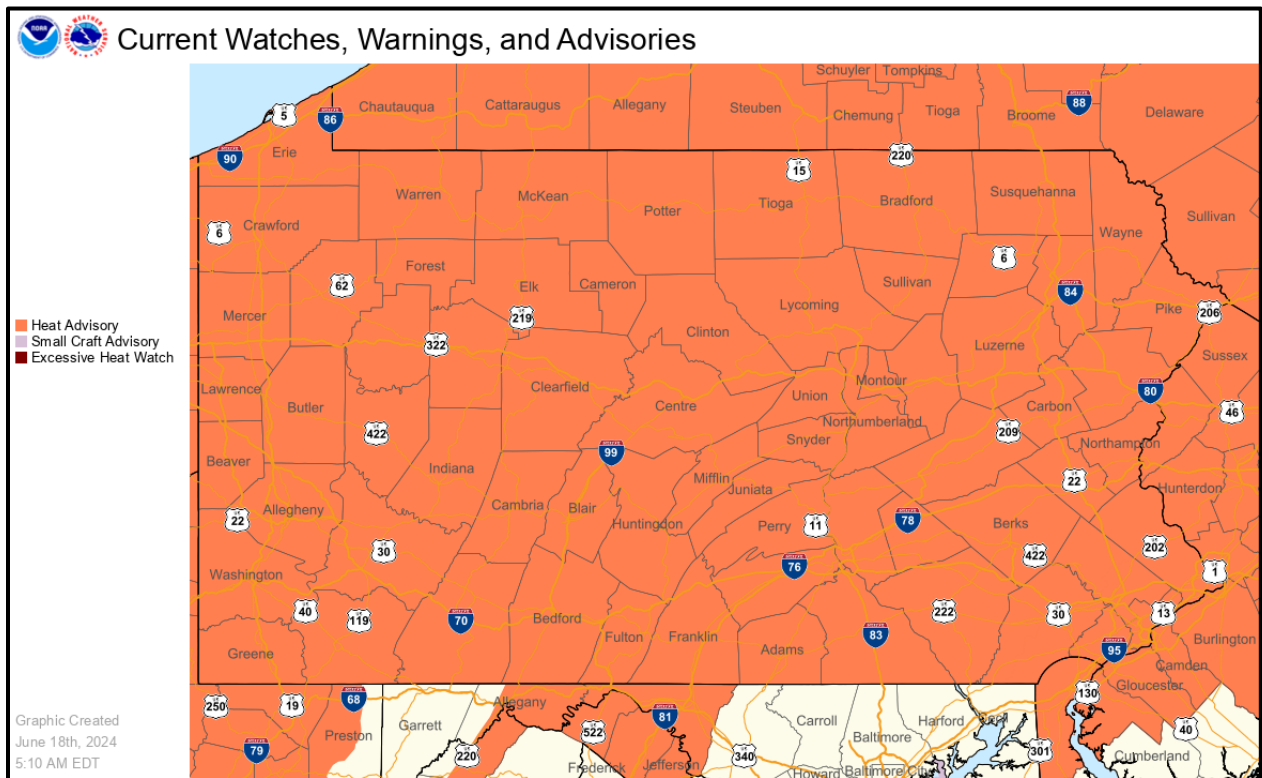 Current Watches, Warnings, and Advisories
Schuyler Tompkins
Chautauqua Cattaraugus Allegany Steuben Chemung Tioga Broome 88 Delaware
5
86
Erie
90
220
15
Warren McKean Potter Tioga Bradford Susquehanna
Crawford
6
Sullivan
Wayne
Forest
6
62
Elk Cameron
Sullivan
84
Mercer
219
Lycoming
Pike
206
322
Clinton
Luzerne
Sussex
Heat Advisory
Small Craft Advisory
Excessive Heat Watch
Lawrence
Butler
Clearfield
Centre
Union
Montour
80
Carbon
46
422
Northumberland
209
Snyder
Northampton
99
Beaver
Indiana
Mifflin
22
Juniata
Hunterdon
Allegheny
Cambria
Blair
Huntingdon
22
Perry
11
78
Berks
30
422
202
Washington
76
1
40
119
70
Bedford
Fulton
Franklin
Adams
83
222
30
13
Burlington
Greene
95
Camden
Gloucester
250
19
68
Preston
Garrett
Allegany
81
Carroll
Harford
Cecil
130
522
Baltimore
40
79
220
Frederick
Jefferson
340
Howard
Baltimore City
301
Cumberland
Graphic Created
June 18th, 2024
5:10 AM EDT